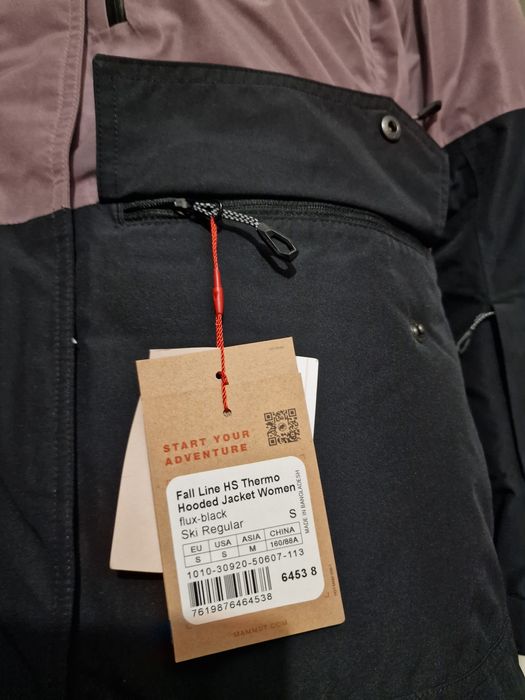 START YOUR
ADVENTURE
Fall Line HS Thermo
Hooded Jacket Women
flux-black
Ski Regular
S
EU USA ASIA CHINA
S S M 160/88A
MADE IN BANGLADESH
1010-30920-50607-113
6453 8
7619876464538
MAMMUT.COM